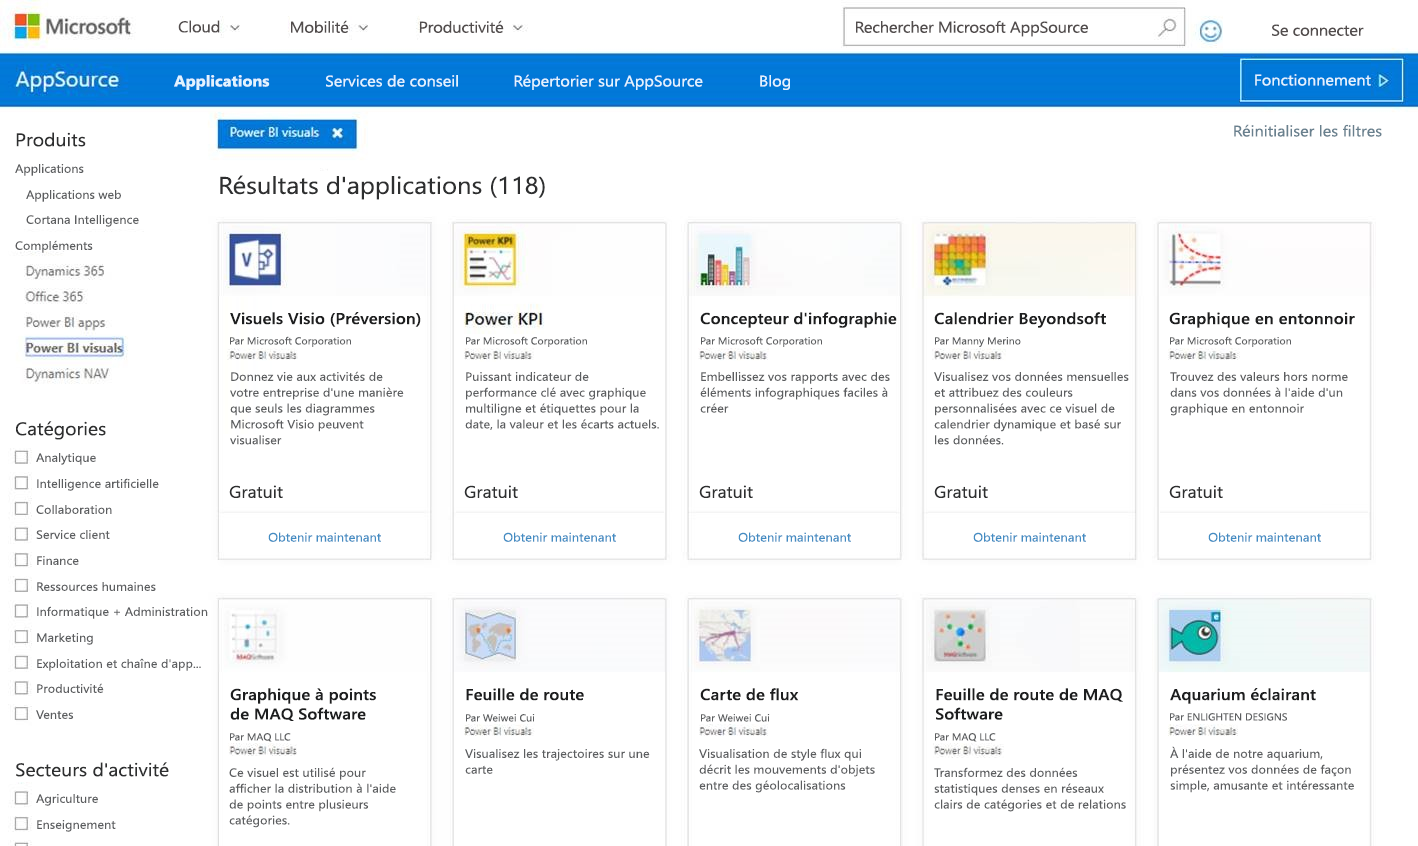 Microsoft
Cloud
Mobilité
Productivité
Rechercher Microsoft AppSource
Se connecter
AppSource
Applications
Services de conseil
Répertorier sur AppSource
Blog
Fonctionnement
Produits
Applications
Applications web
Cortana Intelligence
Compléments
Dynamics 365
Office 365
Power BI apps
Power BI visuals
Dynamics NAV
Catégories
Analytique
Intelligence artificielle
Collaboration
Service client
Finance
Ressources humaines
Informatique + Administration
Marketing
Exploitation et chaîne d'app...
Productivité
Ventes
Secteurs d'activité
Agriculture
Enseignement
Power BI visuals
Réinitialiser les filtres
Résultats d'applications (118)
Visuels Visio (Préversion)
Par Microsoft Corporation
Power BI visuals
Donnez vie aux activités de
votre entreprise d'une manière
que seuls les diagrammes
Microsoft Visio peuvent
visualiser
Gratuit
Obtenir maintenant
Power KPI
Power KPI
Par Microsoft Corporation
Power BI visuals
Puissant indicateur de
performance clé avec graphique
multiligne et étiquettes pour la
date, la valeur et les écarts actuels.
Gratuit
Obtenir maintenant
Concepteur d'infographie
Par Microsoft Corporation
Power BI visuals
Embellissez vos rapports avec des
éléments infographiques faciles à
créer
Gratuit
Obtenir maintenant
Calendrier Beyondsoft
Par Manny Merino
Power BI visuals
Visualisez vos données mensuelles
et attribuez des couleurs
personnalisées avec ce visuel de
calendrier dynamique et basé sur
les données.
Gratuit
Obtenir maintenant
Graphique en entonnoir
Par Microsoft Corporation
Power BI visuals
Trouvez des valeurs hors norme
dans vos données à l'aide d'un
graphique en entonnoir
Gratuit
Obtenir maintenant
MAQSoftware
Graphique à points
de MAQ Software
Par MAQ LLC
Power BI visuals
Ce visuel est utilisé pour
afficher la distribution à l'aide
de points entre plusieurs
catégories.
Feuille de route
Par Weiwei Cui
Power BI visuals
Visualisez les trajectoires sur une
carte
Carte de flux
Par Weiwei Cui
Power BI visuals
Visualisation de style flux qui
décrit les mouvements d'objets
entre des géolocalisations
MAQSoftware
Feuille de route de MAQ
Software
Par MAQ LLC
Power BI visuals
Transformez des données
statistiques denses en réseaux
clairs de catégories et de relations
Aquarium éclairant
Par ENLIGHTEN DESIGNS
Power BI visuals
À l'aide de notre aquarium,
présentez vos données de façon
simple, amusante et intéressante